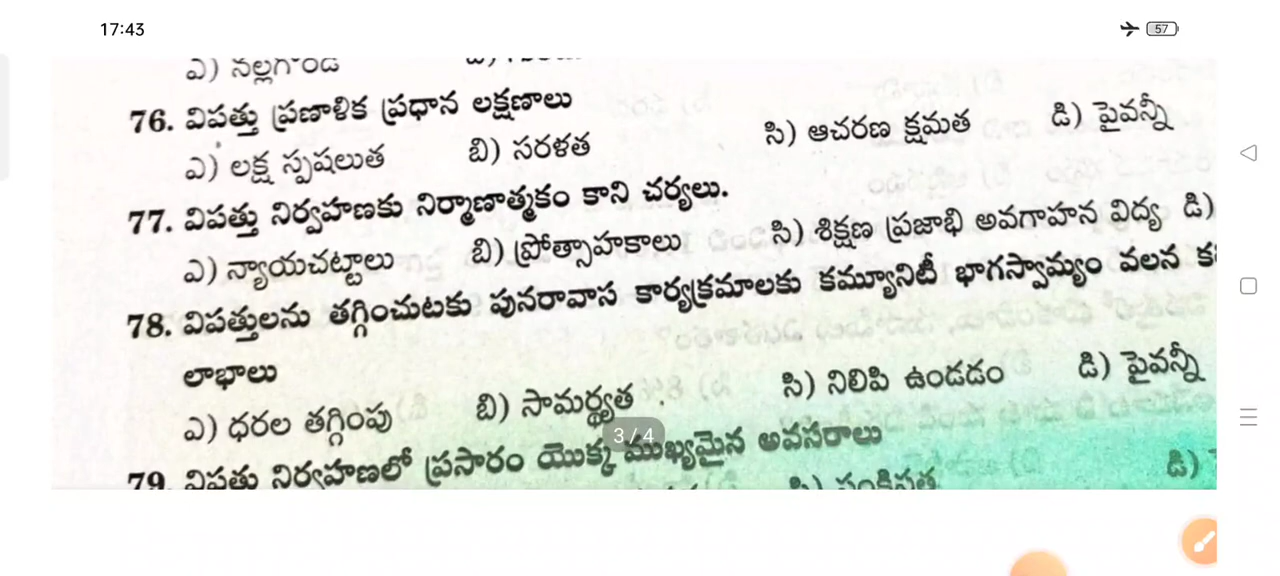 17:43
57
ఎ) నల్లగొండ
76. విపత్తు ప్రణాళిక ప్రధాన లక్షణాలు
ఎ) లక్ష స్పషలుత బి) సరళత సి) ఆచరణ క్షమత డి) పైవన్నీ
77. విపత్తు నిర్వహణకు నిర్మాణాత్మకం కాని చర్యలు.
ఎ) న్యాయచట్టాలు బి) ప్రోత్సాహకాలు సి) శిక్షణ ప్రజాభి అవగాహన విద్య డి)
78. విపత్తులను తగ్గించుటకు పునరావాస కార్యక్రమాలకు కమ్యూనిటీ భాగస్వామ్యం వలన
లాభాలు
ఎ) ధరల తగ్గింపు బి) సామర్థ్యత సి) నిలిపి ఉండడం డి) పైవన్నీ
3/4
79. విపత్తు నిర్వహణలో ప్రసారం యొక్క ముఖ్యమైన అవసరాలు
సి) సంక్షిప్తత డి)